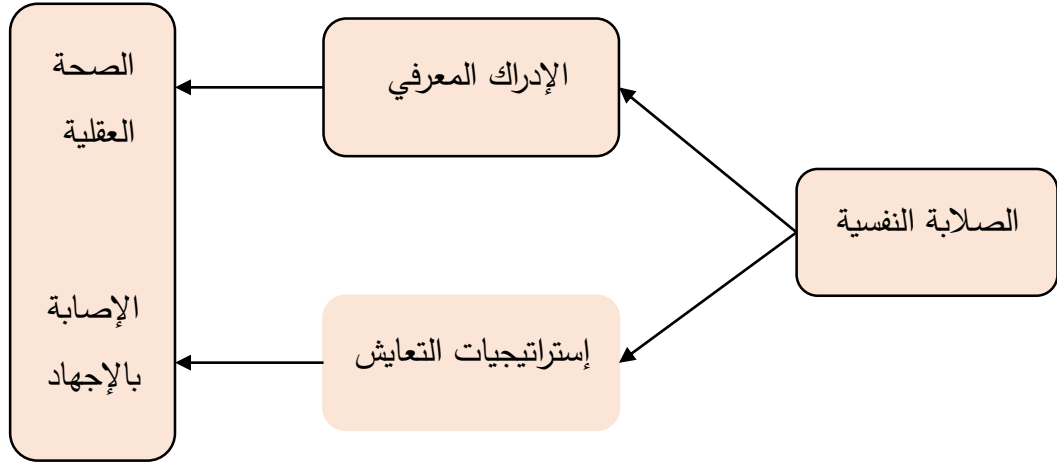 الصلابة النفسية
الإدراك المعرفي
إستراتيجيات التعايش
الصحة
العقلية
الإصابة
بالإجهاد